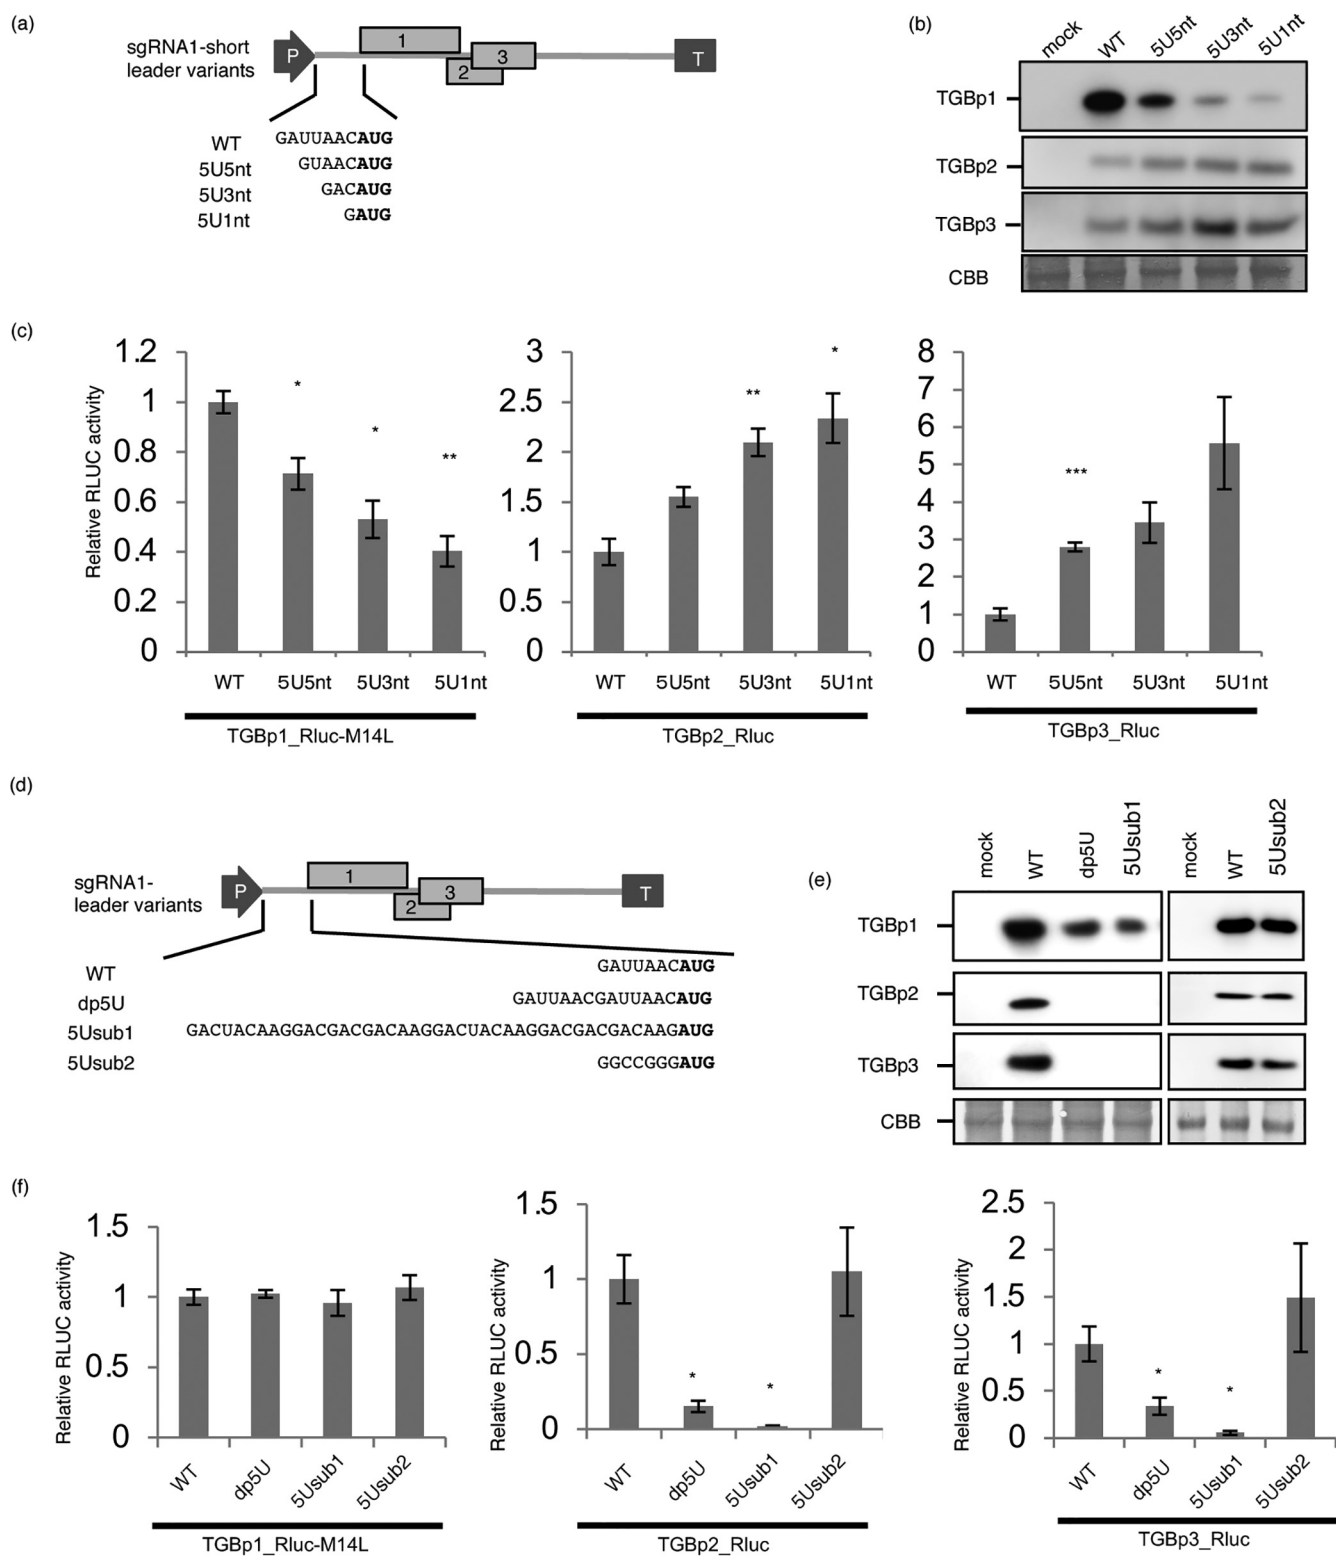 (a)
sgRNA1-short
leader variants
P
1
2
3
T
WT
GAUUAACAUG
5U5nt
GUAACAUG
5U3nt
GACAUG
5U1nt
GAUG
(b)
mock
WT
5U5nt
5U3nt
5U1nt
TGBp1
TGBp2
TGBp3
CBB
(c)
Relative RLUC activity
1.2
1
0.8
0.6
0.4
0.2
0
*
*
**
WT
5U5nt
5U3nt
5U1nt
TGBp1_Rluc-M14L
3
2.5
2
1.5
1
0.5
0
**
*
WT
5U5nt
5U3nt
5U1nt
TGBp2_Rluc
8
7
6
5
4
3
2
1
0
***
WT
5U5nt
5U3nt
5U1nt
TGBp3_Rluc
(d)
sgRNA1-
leader variants
P
1
2
3
T
WT
GAUUAACAUG
dp5U
GAUUAACGAUUAACAUG
5Usub1
GACUACAAGGACGACGACAAGGACUACAAGGACGACGACAAGAUG
5Usub2
GGCCGGGAUG
(e)
mock
WT
dp5U
5Usub1
mock
WT
5Usub2
TGBp1
TGBp2
TGBp3
CBB
(f)
Relative RLUC activity
1.5
1
0.5
0
WT
dp5U
5Usub1
5Usub2
TGBp1_Rluc-M14L
Relative RLUC activity
1.5
1
0.5
0
*
*
WT
dp5U
5Usub1
5Usub2
TGBp2_Rluc
Relative RLUC activity
2.5
2
1.5
1
0.5
0
*
*
WT
dp5U
5Usub1
5Usub2
TGBp3_Rluc